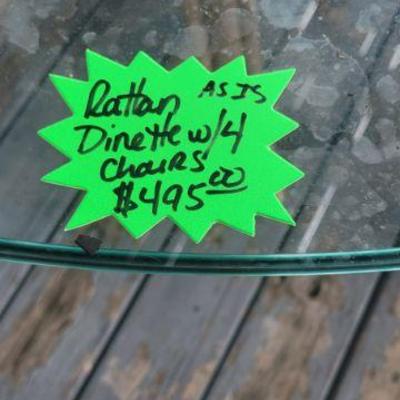 Rattan AS IS
Dinette w/4
Chairs
$495.00